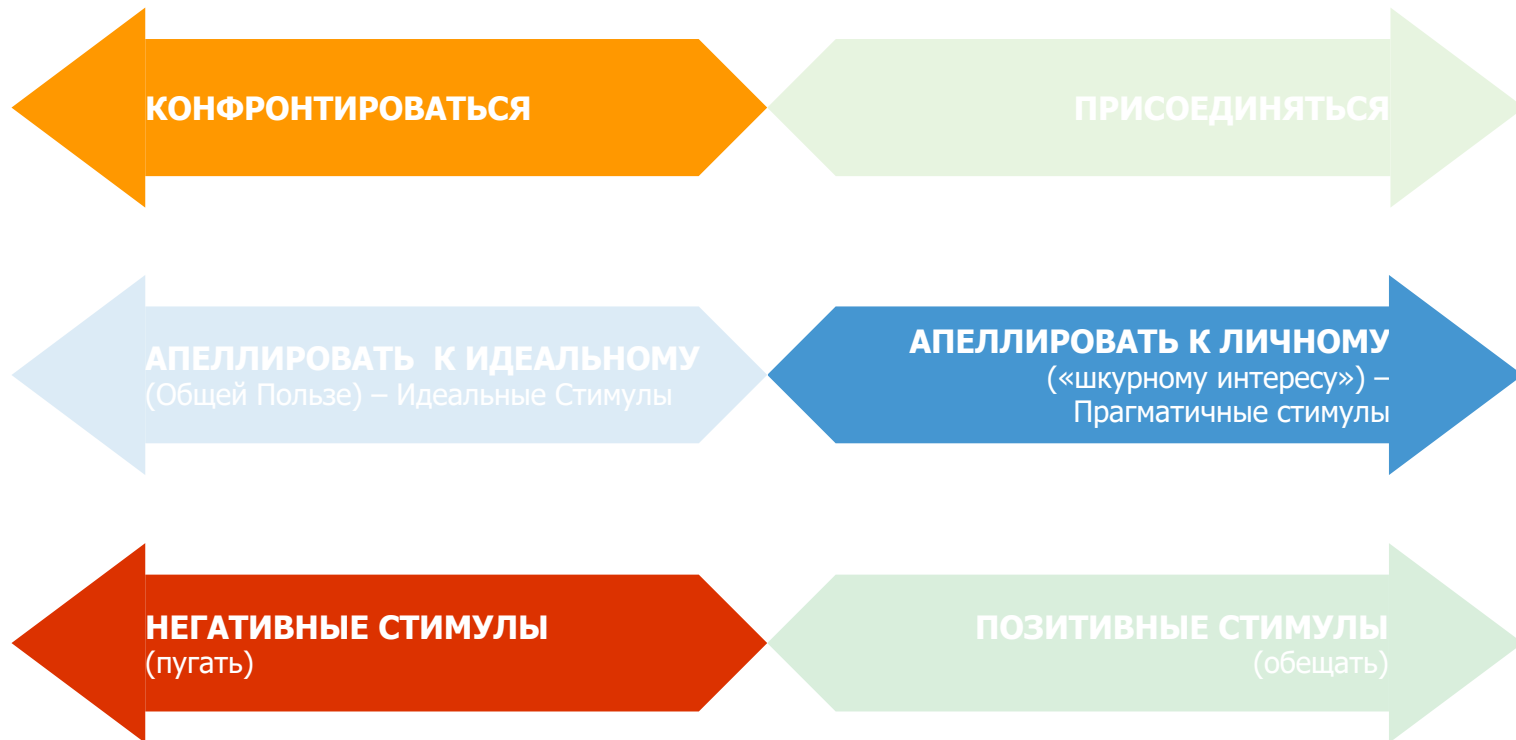 КОНФРОНТИРОВАТЬСЯ
ПРИСОЕДИНЯТЬСЯ
АПЕЛЛИРОВАТЬ К ИДЕАЛЬНОМУ
(Общей Пользе) – Идеальные Стимулы
АПЕЛЛИРОВАТЬ К ЛИЧНОМУ
(«шкурному интересу») –
Прагматичные стимулы
НЕГАТИВНЫЕ СТИМУЛЫ
(пугать)
ПОЗИТИВНЫЕ СТИМУЛЫ
(обещать)